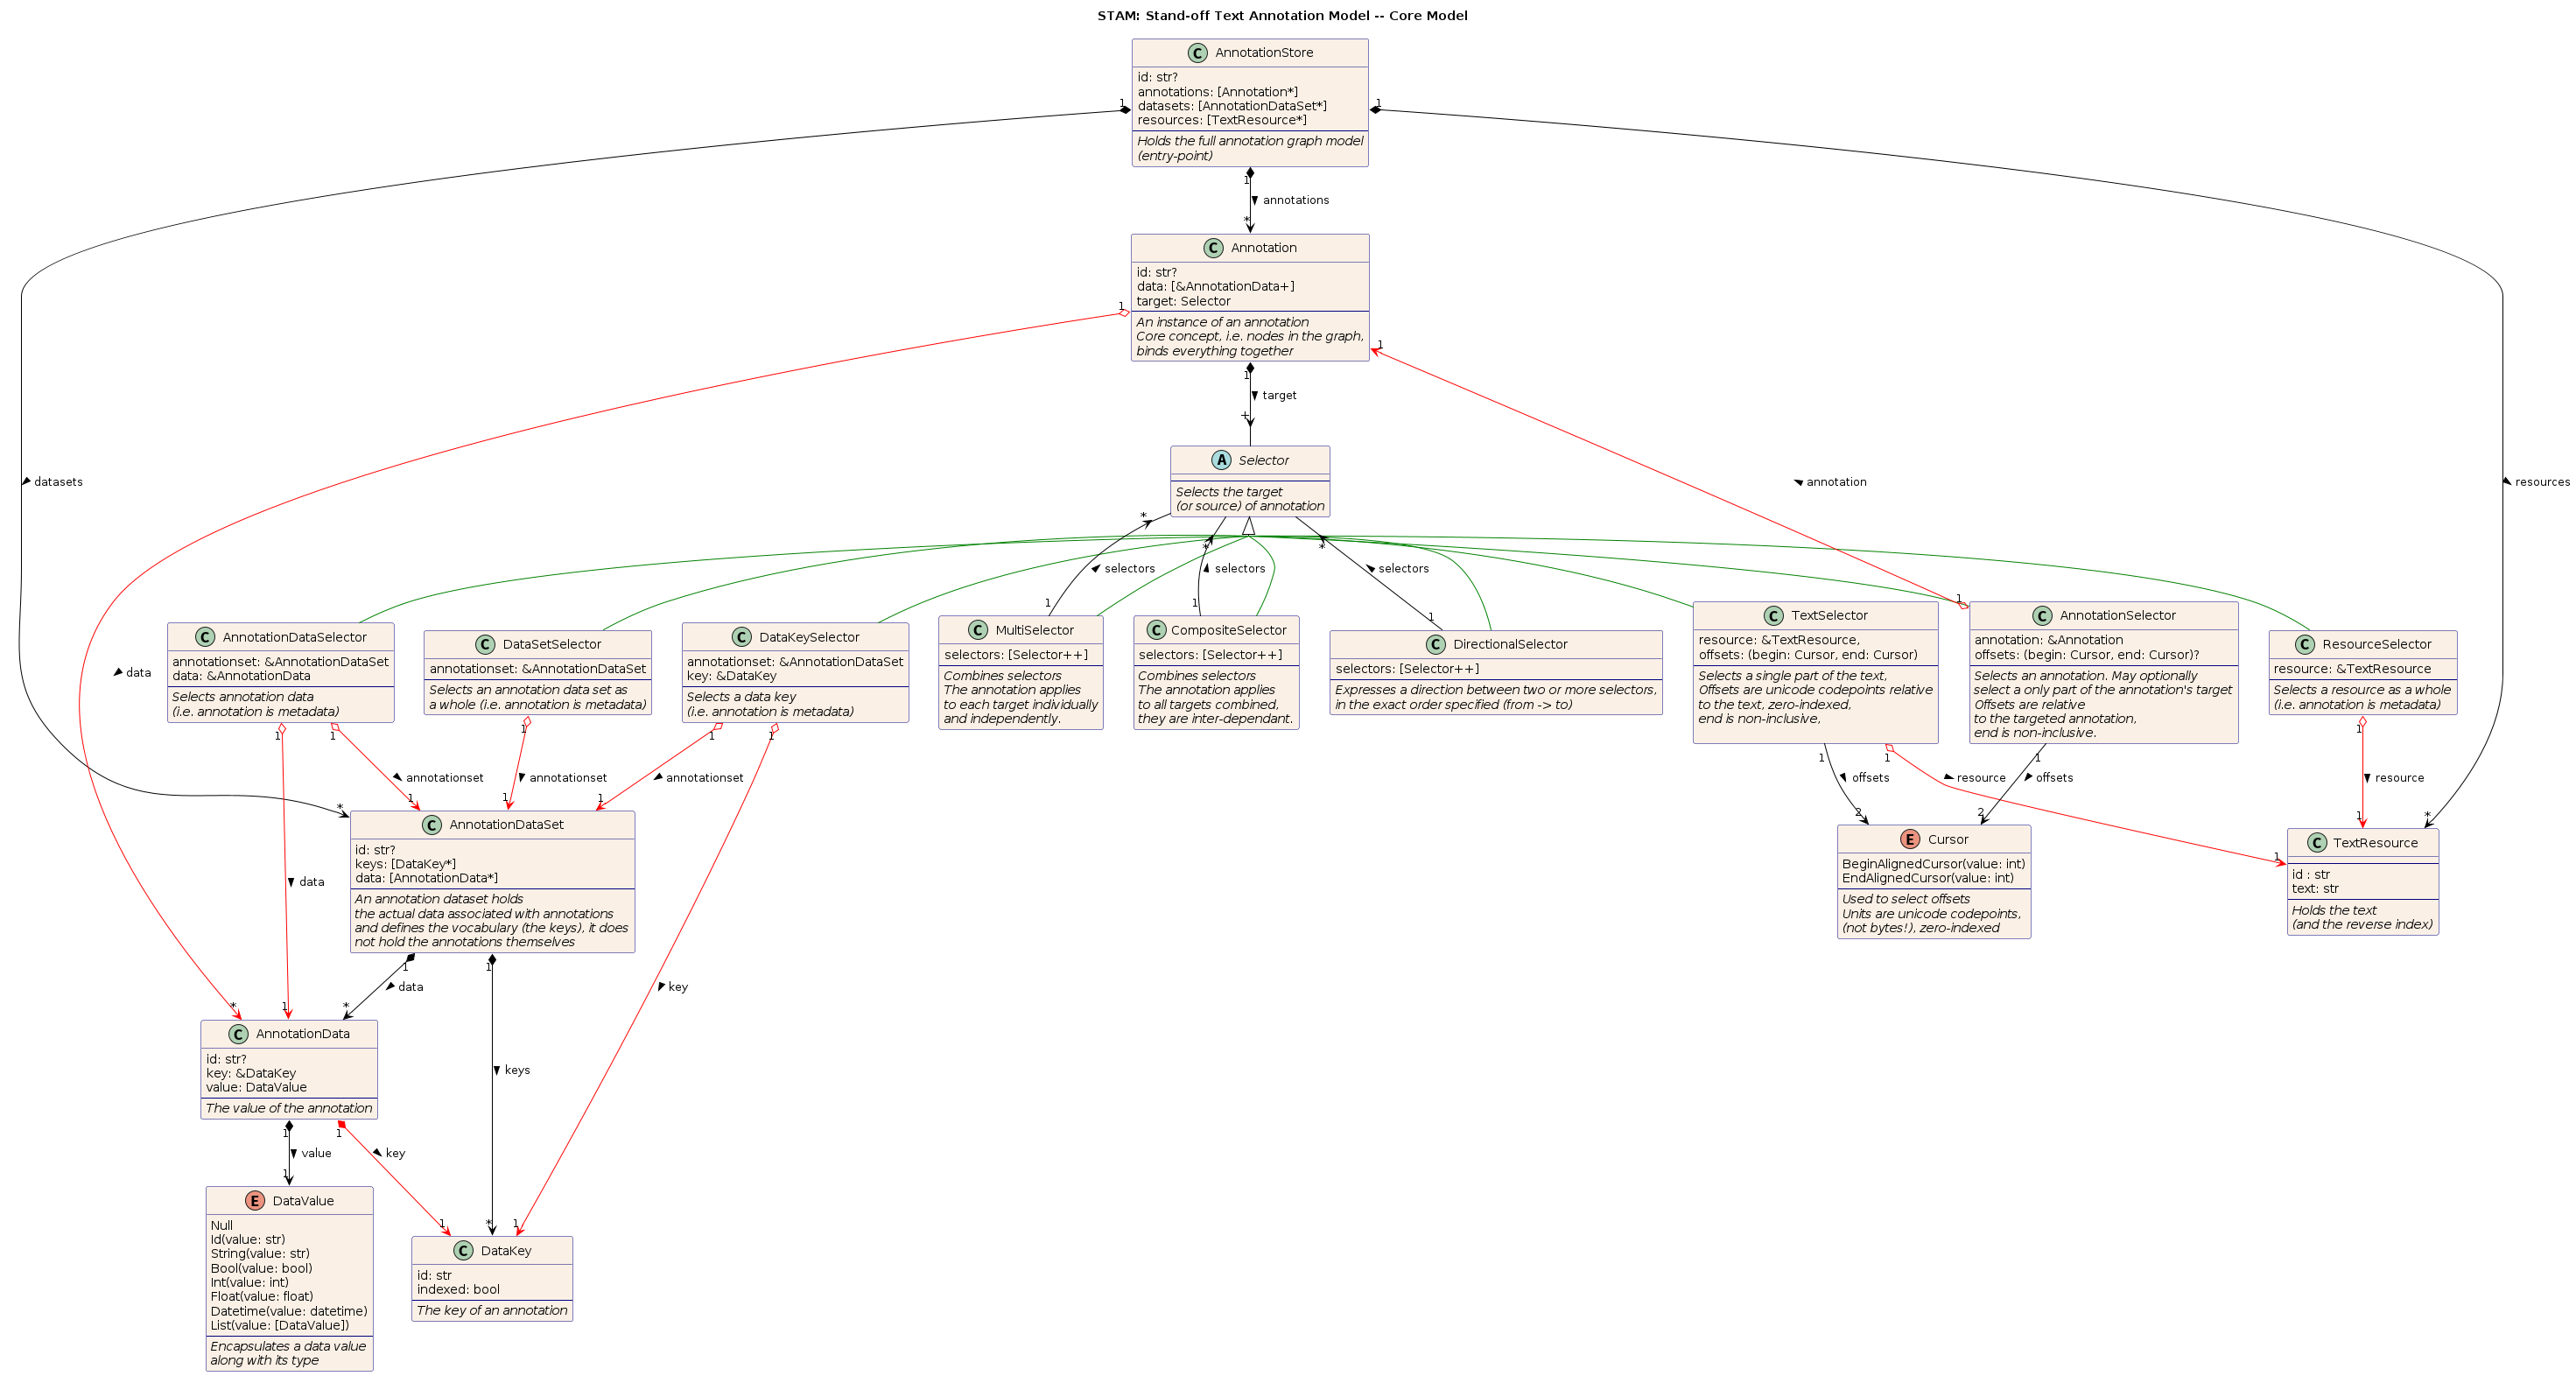 STAM: Stand-off Text Annotation Model -- Core Model
C AnnotationStore
id: str?
annotations: [Annotation*]
datasets: [AnnotationDataSet*]
resources: [TextResource*]
Holds the full annotation graph model
(entry-point)
1
1
1
annotations
*
C Annotation
id: str?
data: [&AnnotationData+]
target: Selector
An instance of an annotation
Core concept, i.e. nodes in the graph,
binds everything together
1
1
1
target
+
A Selector
Selects the target
(or source) of annotation
datasets
annotation
resources
*
*
*
selectors
selectors
selectors
1
1
1
1
data
C AnnotationDataSelector
annotationset: &AnnotationDataSet
data: &AnnotationData
Selects annotation data
(i.e. annotation is metadata)
C DataSetSelector
annotationset: &AnnotationDataSet
Selects an annotation data set as
a whole (i.e. annotation is metadata)
C DataKeySelector
annotationset: &AnnotationDataSet
key: &DataKey
Selects a data key
(i.e. annotation is metadata)
C MultiSelector
selectors: [Selector++]
Combines selectors
The annotation applies
to each target individually
and independently.
C CompositeSelector
selectors: [Selector++]
Combines selectors
The annotation applies
to all targets combined,
they are inter-dependant.
C DirectionalSelector
selectors: [Selector++]
Expresses a direction between two or more selectors,
in the exact order specified (from -> to)
C TextSelector
resource: &TextResource,
offsets: (begin: Cursor, end: Cursor)
Selects a single part of the text,
Offsets are unicode codepoints relative
to the text, zero-indexed,
end is non-inclusive,
C AnnotationSelector
annotation: &Annotation
offsets: (begin: Cursor, end: Cursor)?
Selects an annotation. May optionally
select a only part of the annotation's target
Offsets are relative
to the targeted annotation,
end is non-inclusive.
C ResourceSelector
resource: &TextResource
Selects a resource as a whole
(i.e. annotation is metadata)
1
1
1
1
1
1
1
1
1
annotationset
annotationset
annotationset
offsets
resource
offsets
resource
*
1
1
1
2
2
1
1
*
C AnnotationDataSet
id: str?
keys: [DataKey*]
data: [AnnotationData*]
An annotation dataset holds
the actual data associated with annotations
and defines the vocabulary (the keys), it does
not hold the annotations themselves
E Cursor
BeginAlignedCursor(value: int)
EndAlignedCursor(value: int)
Used to select offsets
Units are unicode codepoints,
(not bytes!), zero-indexed
C TextResource
id : str
text: str
Holds the text
(and the reverse index)
data
1
1
data
key
*
1
*
C AnnotationData
id: str?
key: &DataKey
value: DataValue
The value of the annotation
keys
1
1
value
key
1
1
*
1
E DataValue
Null
Id(value: str)
String(value: str)
Bool(value: bool)
Int(value: int)
Float(value: float)
Datetime(value: datetime)
List(value: [DataValue])
Encapsulates a data value
along with its type
C DataKey
id: str
indexed: bool
The key of an annotation